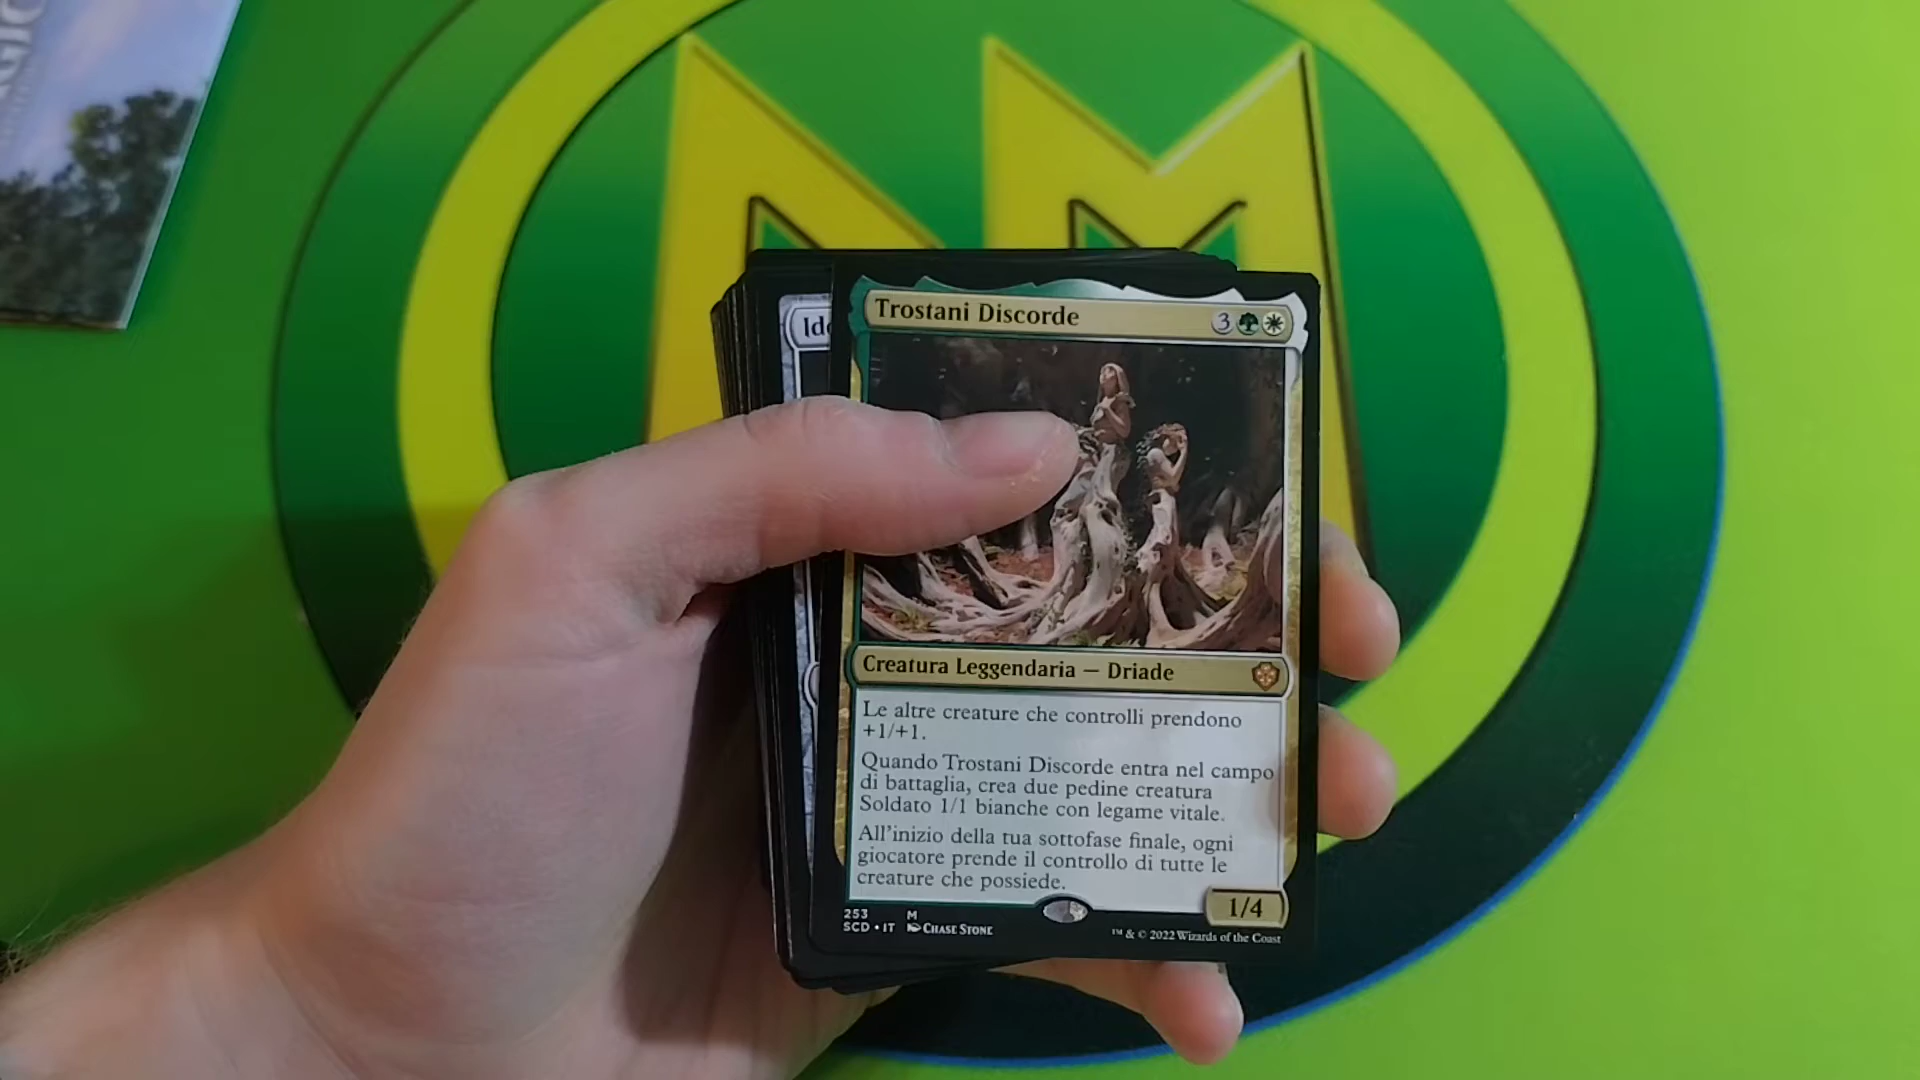 Trostani Discorde 3
Creatura Leggendaria — Driade
Le altre creature che controlli prendono
+1/+1.
Quando Trostani Discorde entra nel campo
di battaglia, crea due pedine creatura
Soldato 1/1 bianche con legame vitale.
All'inizio della tua sottofase finale, ogni
giocatore prende il controllo di tutte le
creature che possiede.
1/4
253 M
SCD • IT CHASE STONE
™ & © 2022 Wizards of the Coast